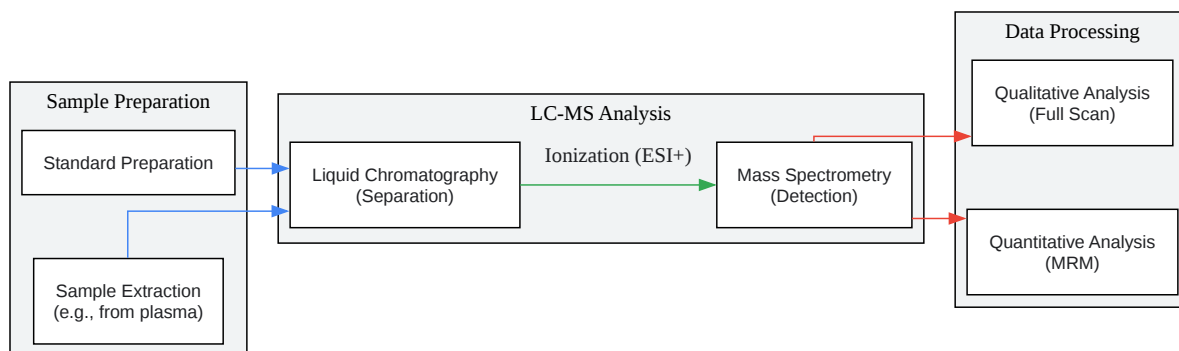 Sample Preparation
Standard Preparation
Sample Extraction
(e.g., from plasma)
LC-MS Analysis
Liquid Chromatography
(Separation)
Ionization (ESI+)
Mass Spectrometry
(Detection)
Data Processing
Qualitative Analysis
(Full Scan)
Quantitative Analysis
(MRM)